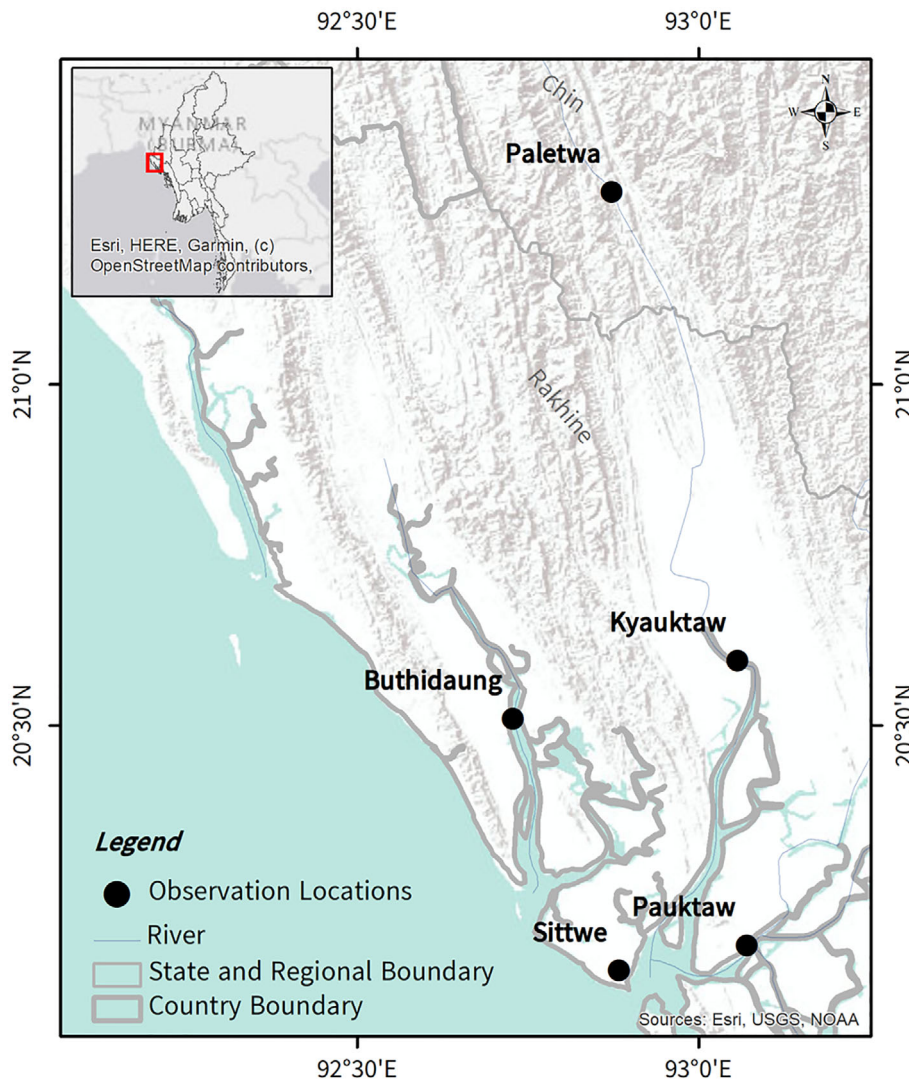 92°30'E 93°0'E
N
W E
S
MYANMAR
(BURMA)
Esri, HERE, Garmin, (c)
OpenStreetMap contributors,
Chin
Paletwa
21°0'N 21°0'N
Rakhine
Kyauktaw
Buthidaung
20°30'N 20°30'N
Legend
Observation Locations
River
State and Regional Boundary
Country Boundary
Pauktaw
Sittwe
Sources: Esri, USGS, NOAA
92°30'E 93°0'E